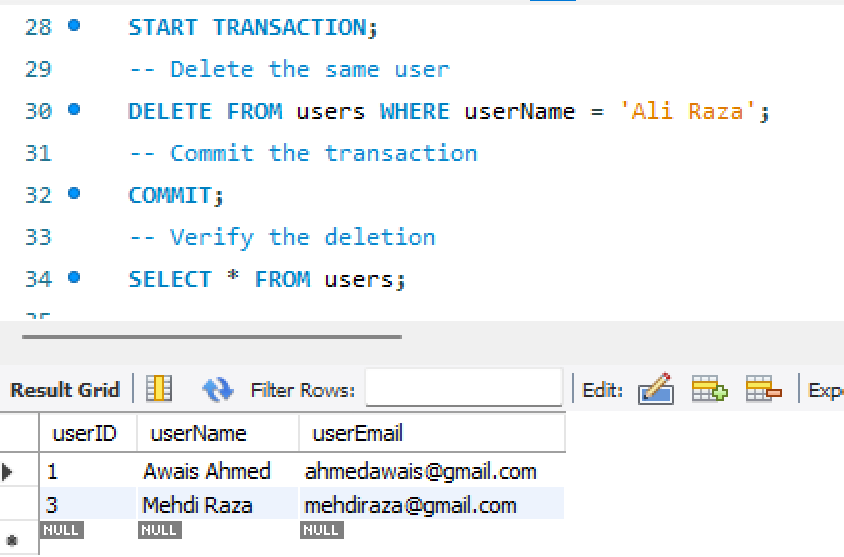 28 START TRANSACTION;
29 -- Delete the same user
30 DELETE FROM users WHERE userName = 'Ali Raza';
31 -- Commit the transaction
32 COMMIT;
33 -- Verify the deletion
34 SELECT * FROM users;
Result Grid Filter Rows: Edit:
userID userName userEmail
1 Awais Ahmed ahmedawais@gmail.com
3 Mehdi Raza mehdiraza@gmail.com
NULL NULL NULL